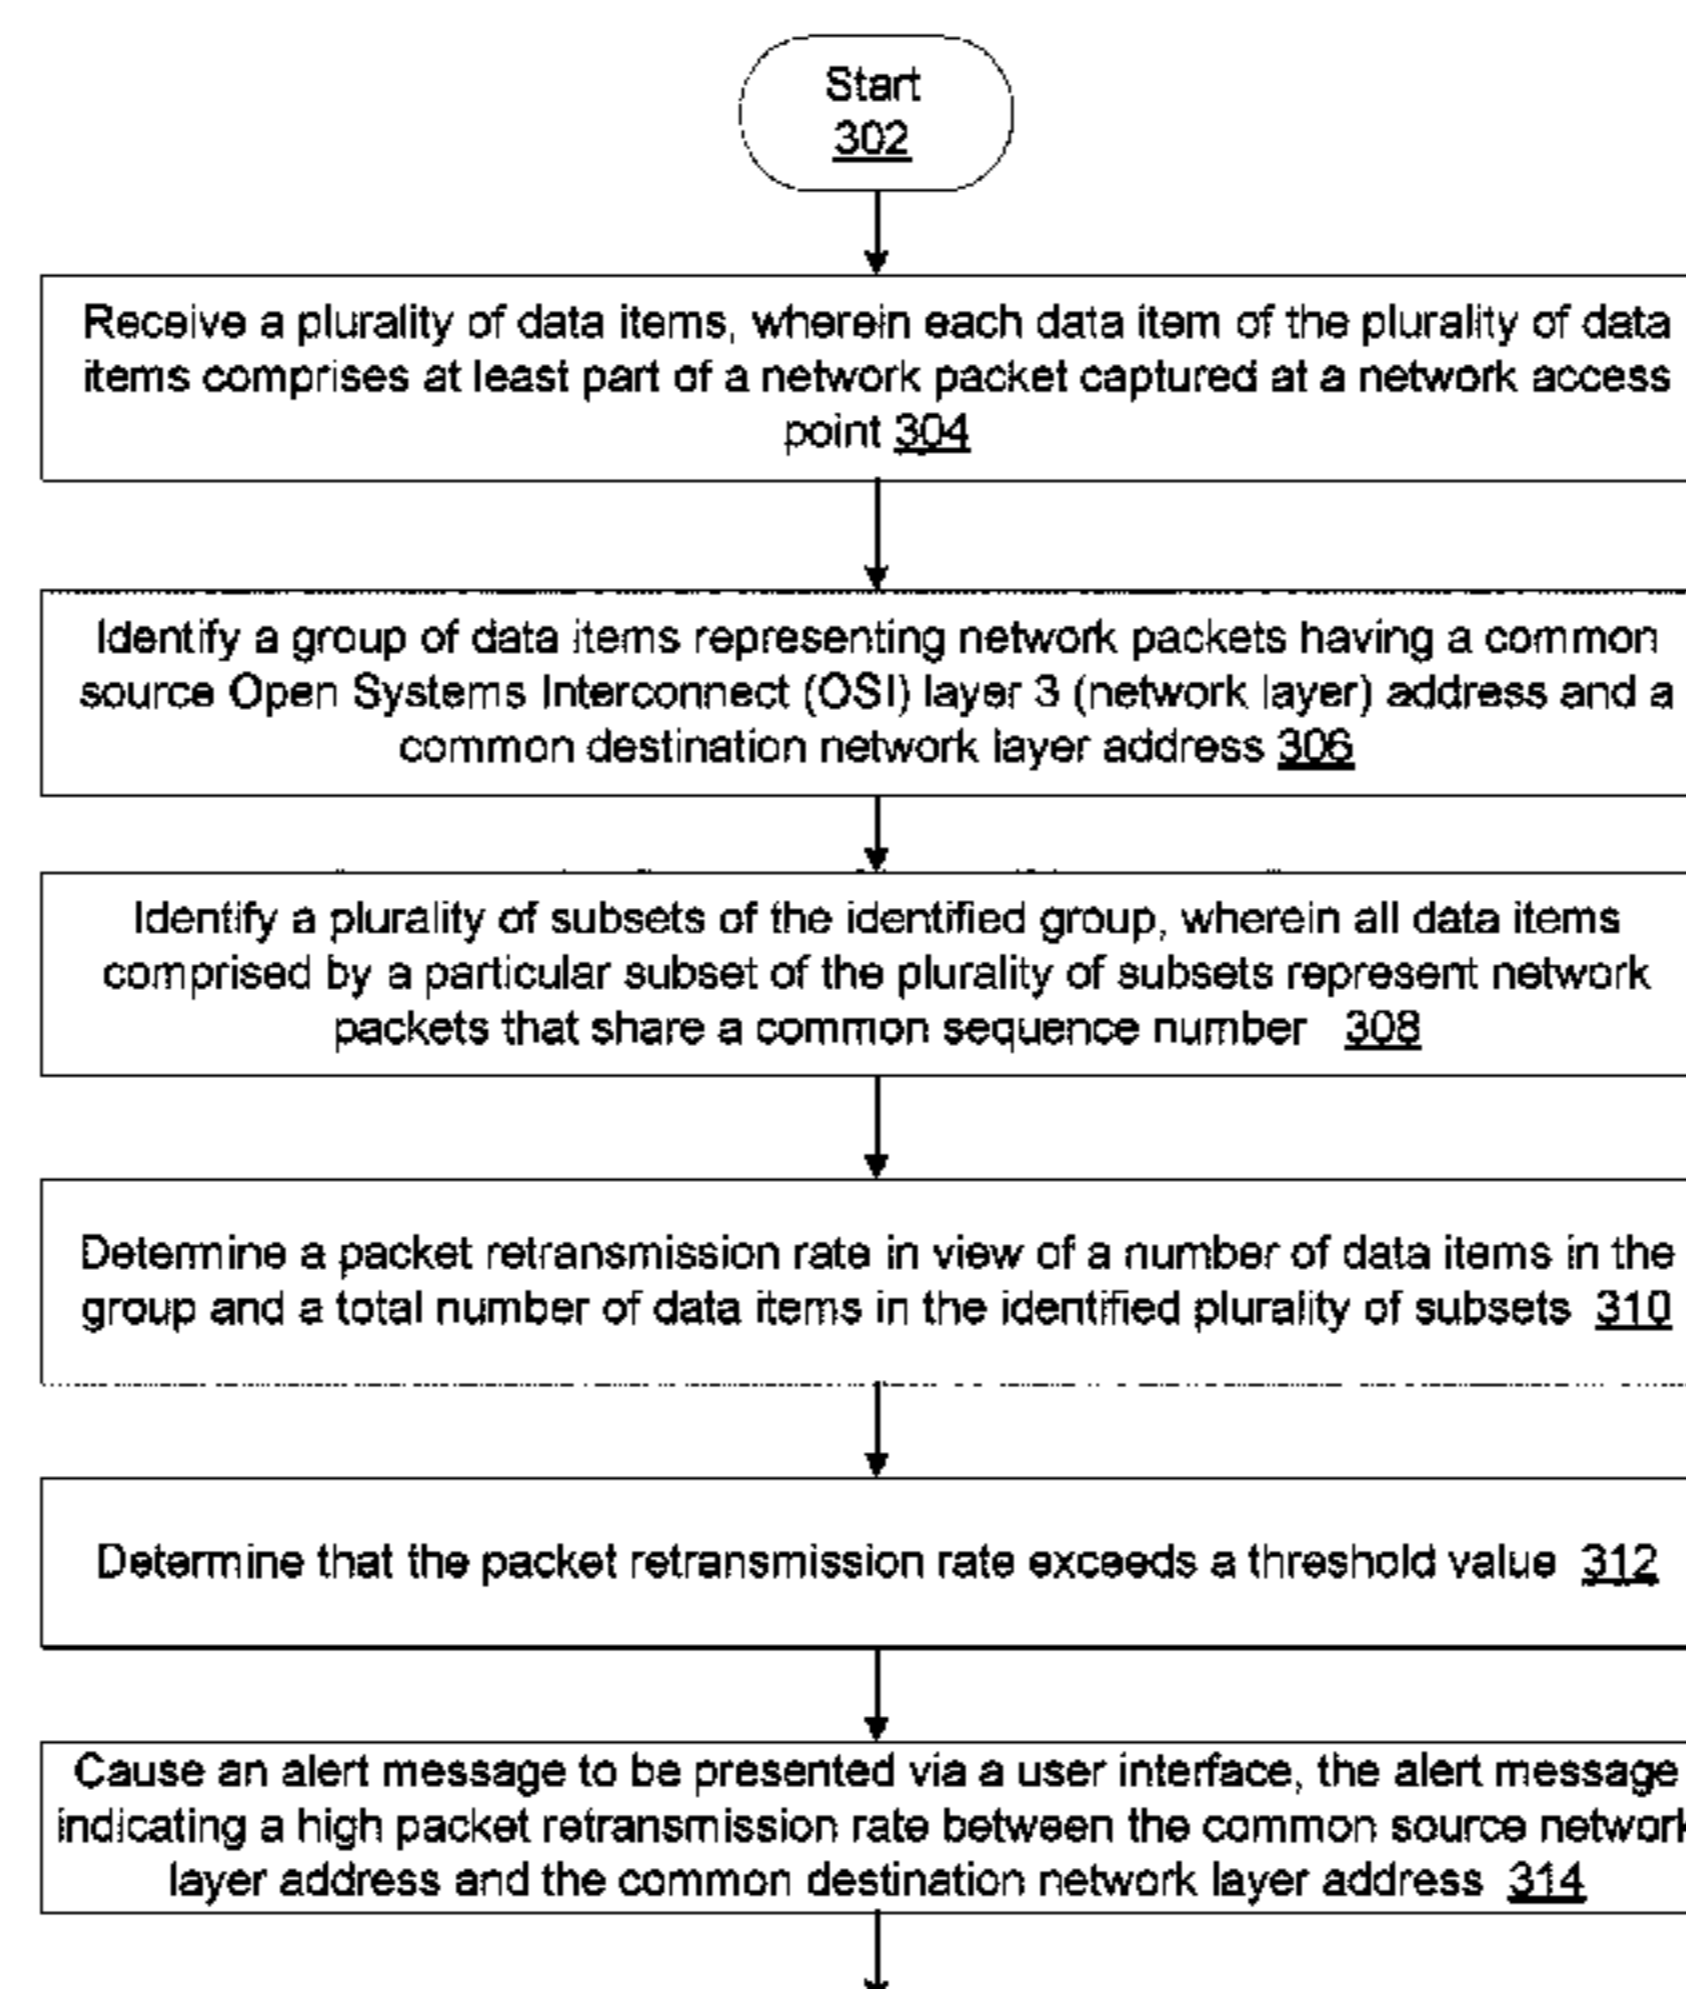 Start
302
Receive a plurality of data items, wherein each data item of the plurality of data
items comprises at least part of a network packet captured at a network access
point 304
Identify a group of data items representing network packets having a common
source Open Systems Interconnect (OSI) layer 3 (network layer) address and a
common destination network layer address 306
Identify a plurality of subsets of the identified group, wherein all data items
comprised by a particular subset of the plurality of subsets represent network
packets that share a common sequence number 308
Determine a packet retransmission rate in view of a number of data items in the
group and a total number of data items in the identified plurality of subsets 310
Determine that the packet retransmission rate exceeds a threshold value 312
Cause an alert message to be presented via a user interface, the alert message
indicating a high packet retransmission rate between the common source network
layer address and the common destination network layer address 314